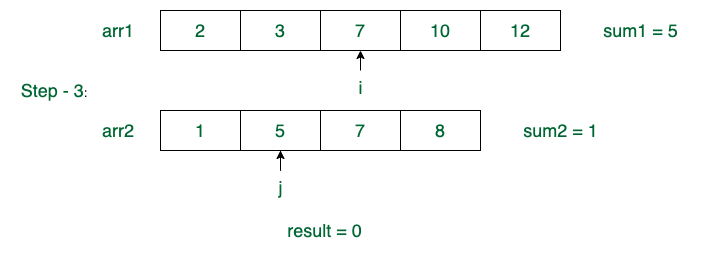 arr1 2 3 7 10 12 sum1 = 5
i
Step - 3:
arr2 1 5 7 8 sum2 = 1
j
result = 0